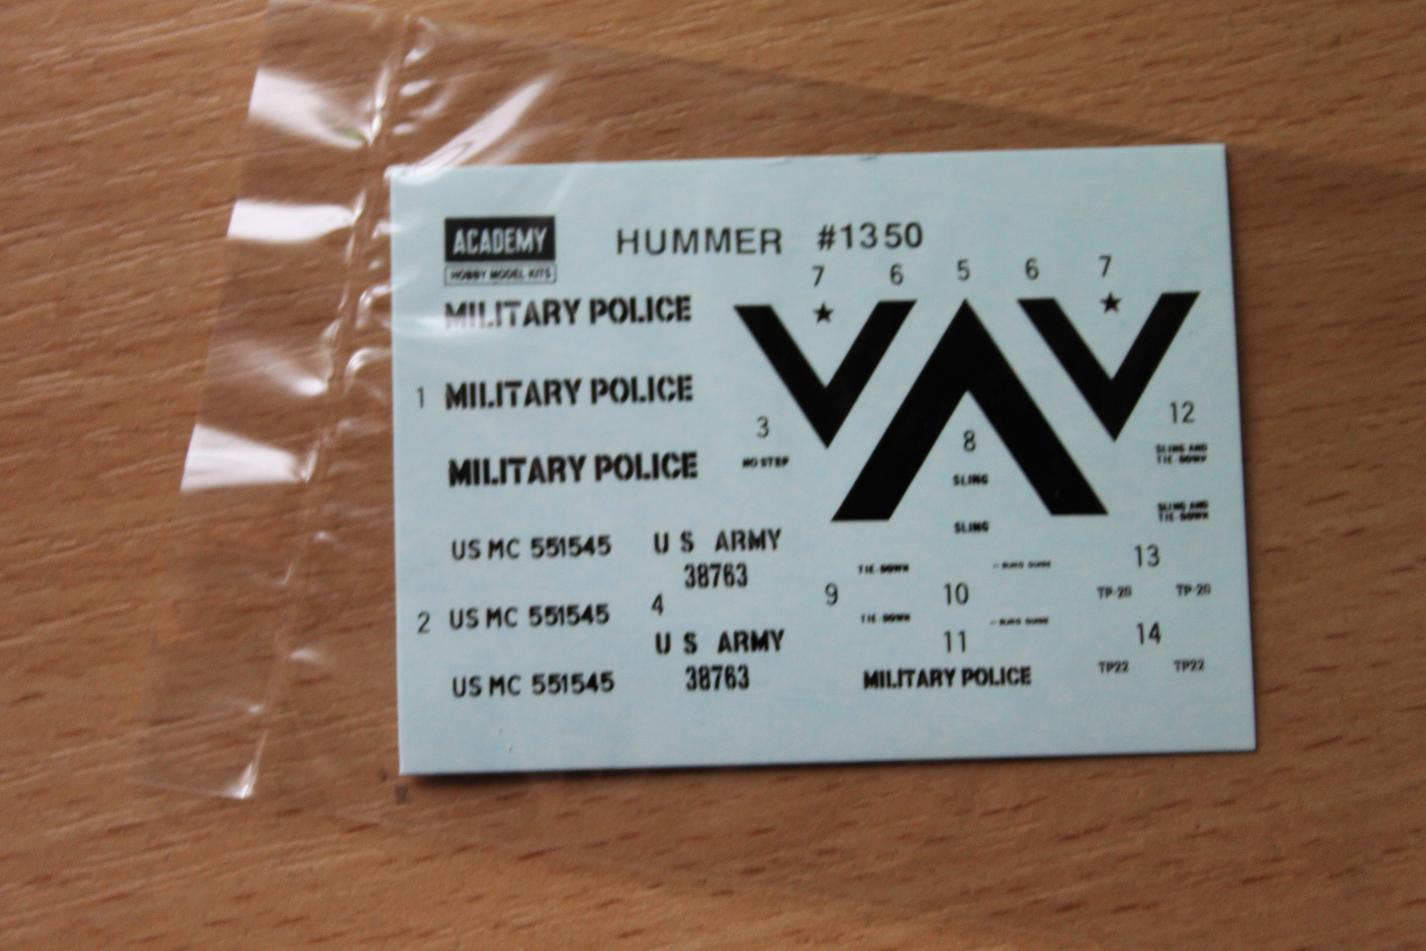 ACADEMY
HOBBY MODEL KITS
HUMMER #1350
7 6 5 6 7
MILITARY POLICE
1 MILITARY POLICE
MILITARY POLICE
3
NO STEP
8
SLING
SLING
12
SLING AND
TIE-DOWN
SLING AND
TIE-DOWN
US MC 551545
2 US MC 551545
US MC 551545
U S ARMY
38763
4
U S ARMY
38763
TIE-DOWN
9
TIE-DOWN
10
11
MILITARY POLICE
13
TP-20 TP-20
14
TP22 TP22